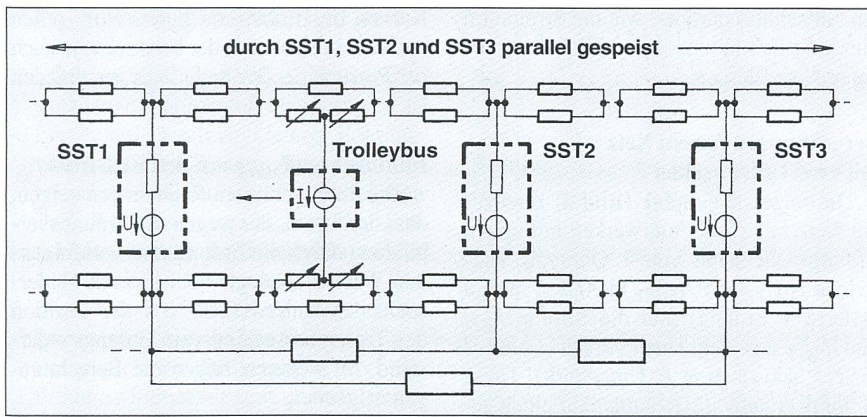 durch SST1, SST2 und SST3 parallel gespeist
SST1
Trolleybus
SST2
SST3
U
I
U
U